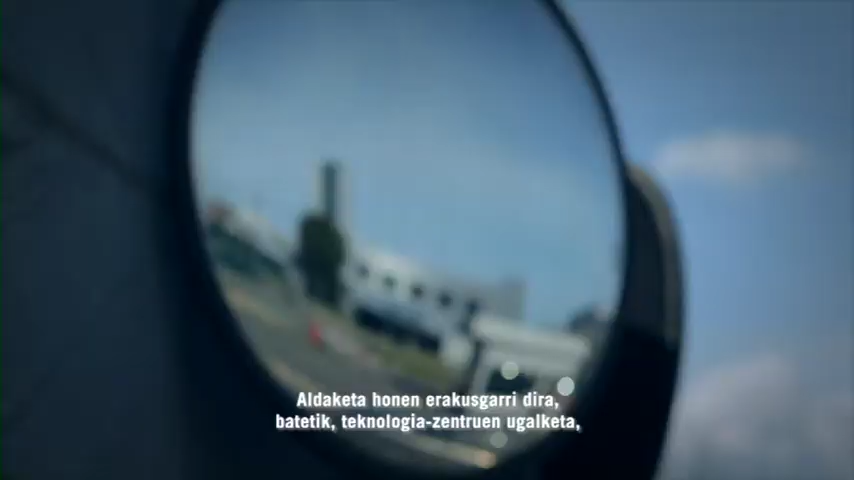 Aldaketa honen erakusgarri dira,
batetik, teknologia-zentruen ugalketa,